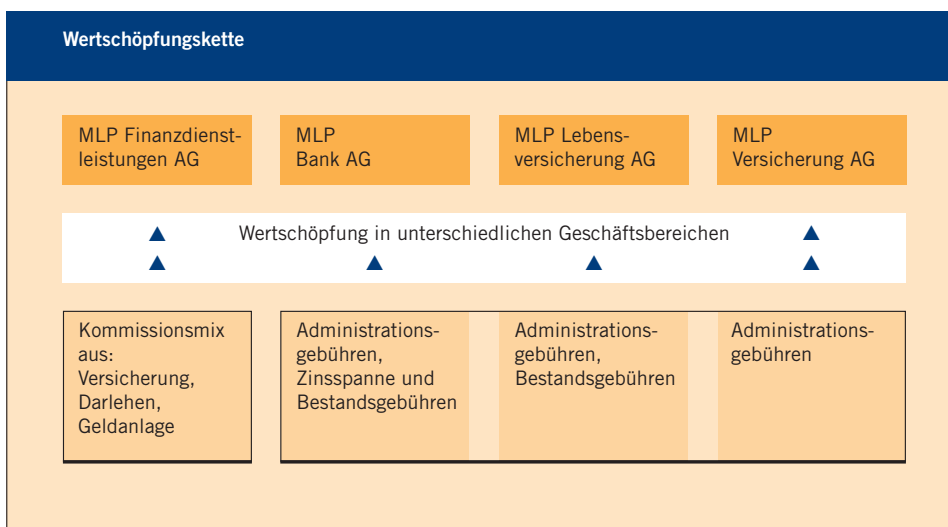 Wertschöpfungskette
MLP Finanzdienst-
leistungen AG
MLP
Bank AG
MLP Lebens-
versicherung AG
MLP
Versicherung AG
Wertschöpfung in unterschiedlichen Geschäftsbereichen
Kommissionsmix
aus:
Versicherung,
Darlehen,
Geldanlage
Administrations-
gebühren,
Zinsspanne und
Bestandsgebühren
Administrations-
gebühren,
Bestandsgebühren
Administrations-
gebühren